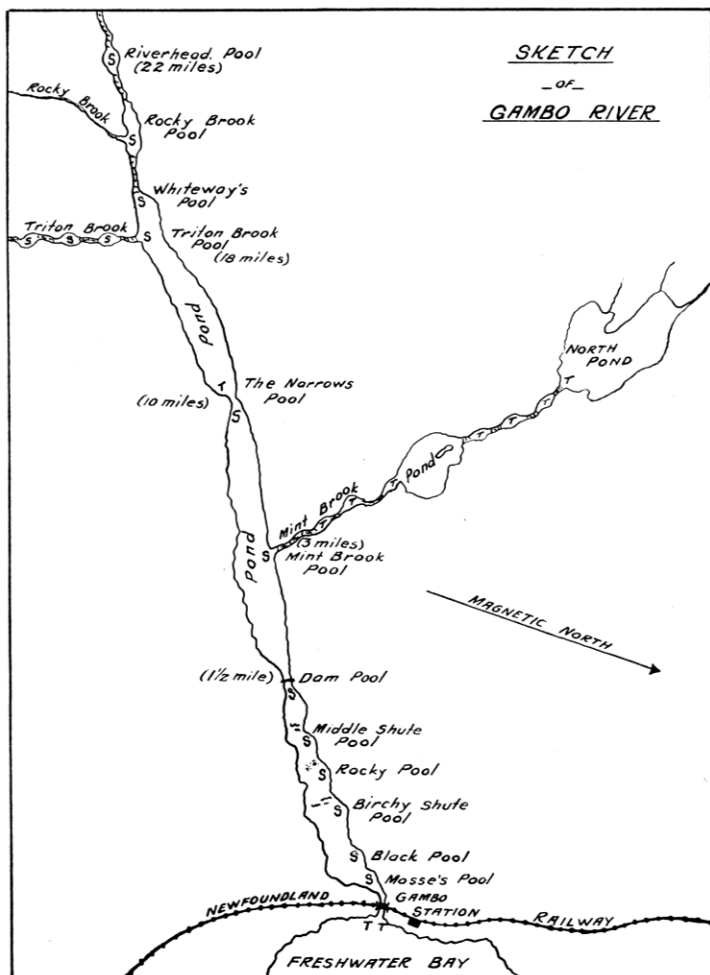 SKETCH
_OF_
GAMBO RIVER
Riverhead. Pool
(22 miles)
Rocky Brook
Rocky Brook
Pool
S
S
Whiteway's
Pool
S
Triton Brook
S S S
S
Triton Brook
Pool
(18 miles)
Pond
NORTH
POND
T
The Narrows
Pool
T
(10 miles)
S
T T T
Pond
Mint Brook
T T T
(3 miles)
S
Mint Brook
Pool
Pond
MAGNETIC NORTH
(1½ mile)
Dam Pool
S
Middle Shute
Pool
S
Rocky Pool
S
Birchy Shute
Pool
S
Black Pool
S
Mosse's Pool
S
NEWFOUNDLAND
GAMBO
STATION
RAILWAY
T T
FRESHWATER BAY